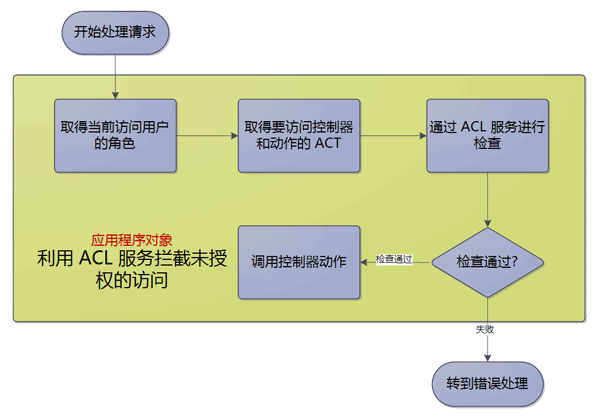 开始处理请求
取得当前访问用户
的角色
取得要访问控制器
和动作的 ACT
通过 ACL 服务进行
检查
应用程序对象
利用 ACL 服务拦截未授
权的访问
调用控制器动作
检查通过
检查通过?
失败
转到错误处理